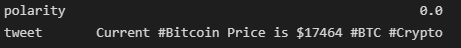 polarity 0.0
tweet Current #Bitcoin Price is $17464 #BTC #Crypto